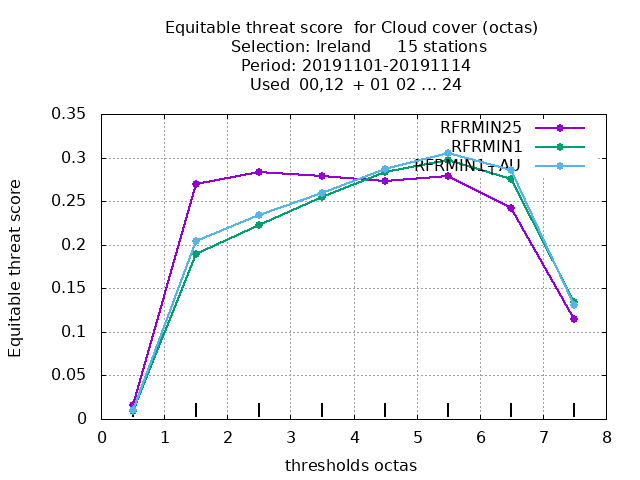 Equitable threat score  for Cloud cover (octas)
Selection: Ireland     15 stations
Period: 20191101-20191114
Used  00,12  + 01 02 ... 24
RFRMIN25
RFRMIN1
RFRMIN1+AU
0.35
0.3
0.25
0.2
0.15
0.1
0.05
0
Equitable threat score
0 1 2 3 4 5 6 7 8
thresholds octas